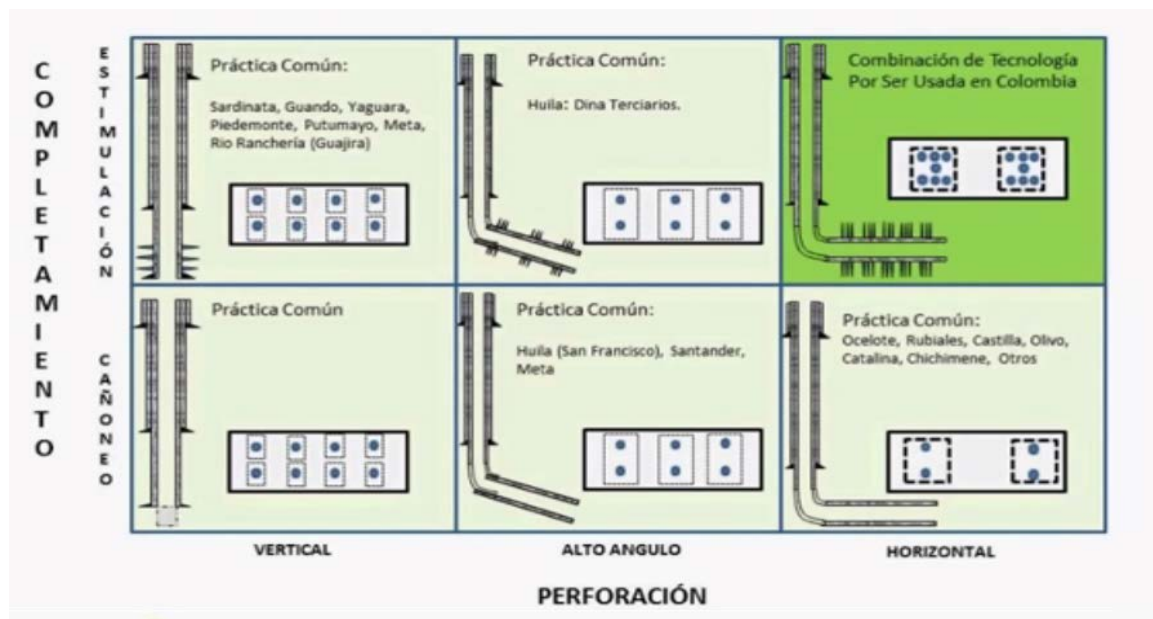 COMPLETAMIENTO
ESTIMULACIÓN
Práctica Común:
Sardinata, Guando, Yaguara,
Piedemonte, Putumayo, Meta,
Rio Ranchería (Guajira)
Práctica Común:
Huila: Dina Terciarios.
Combinación de Tecnología
Por Ser Usada en Colombia
CAÑONEO
Práctica Común
Práctica Común:
Huila (San Francisco), Santander,
Meta
Práctica Común:
Ocelote, Rubiales, Castilla, Olivo,
Catalina, Chichimene, Otros
VERTICAL
ALTO ANGULO
HORIZONTAL
PERFORACIÓN